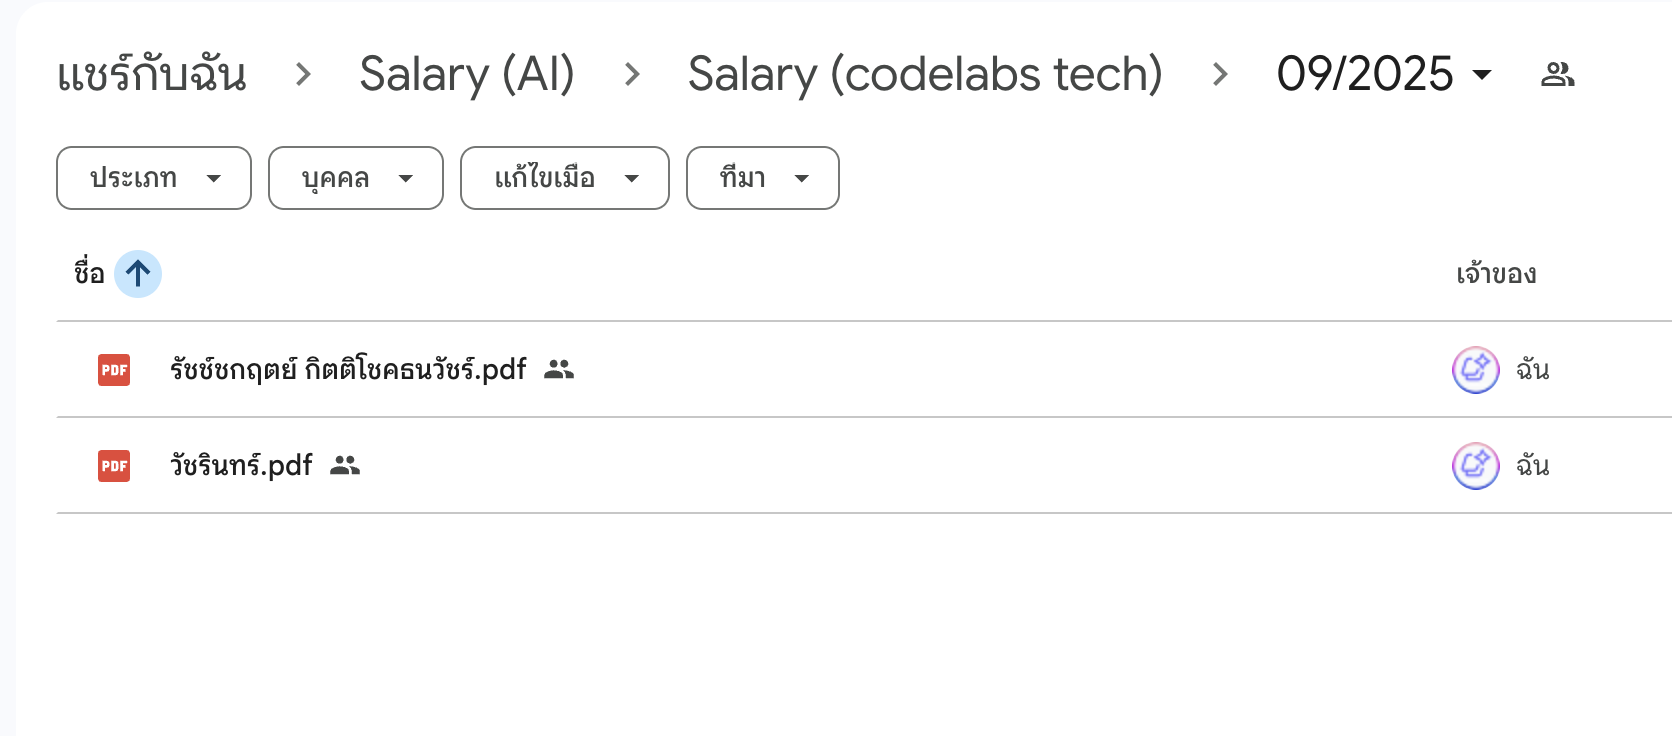 แชร์กับฉัน > Salary (AI) > Salary (codelabs tech) > 09/2025
ประเภท บุคคล แก้ไขเมื่อ ที่มา
ชื่อ เจ้าของ
PDF รัชช์ชกฤตย์ กิตติโชคธนวัชร์.pdf ฉัน
PDF วัชรินทร์.pdf ฉัน